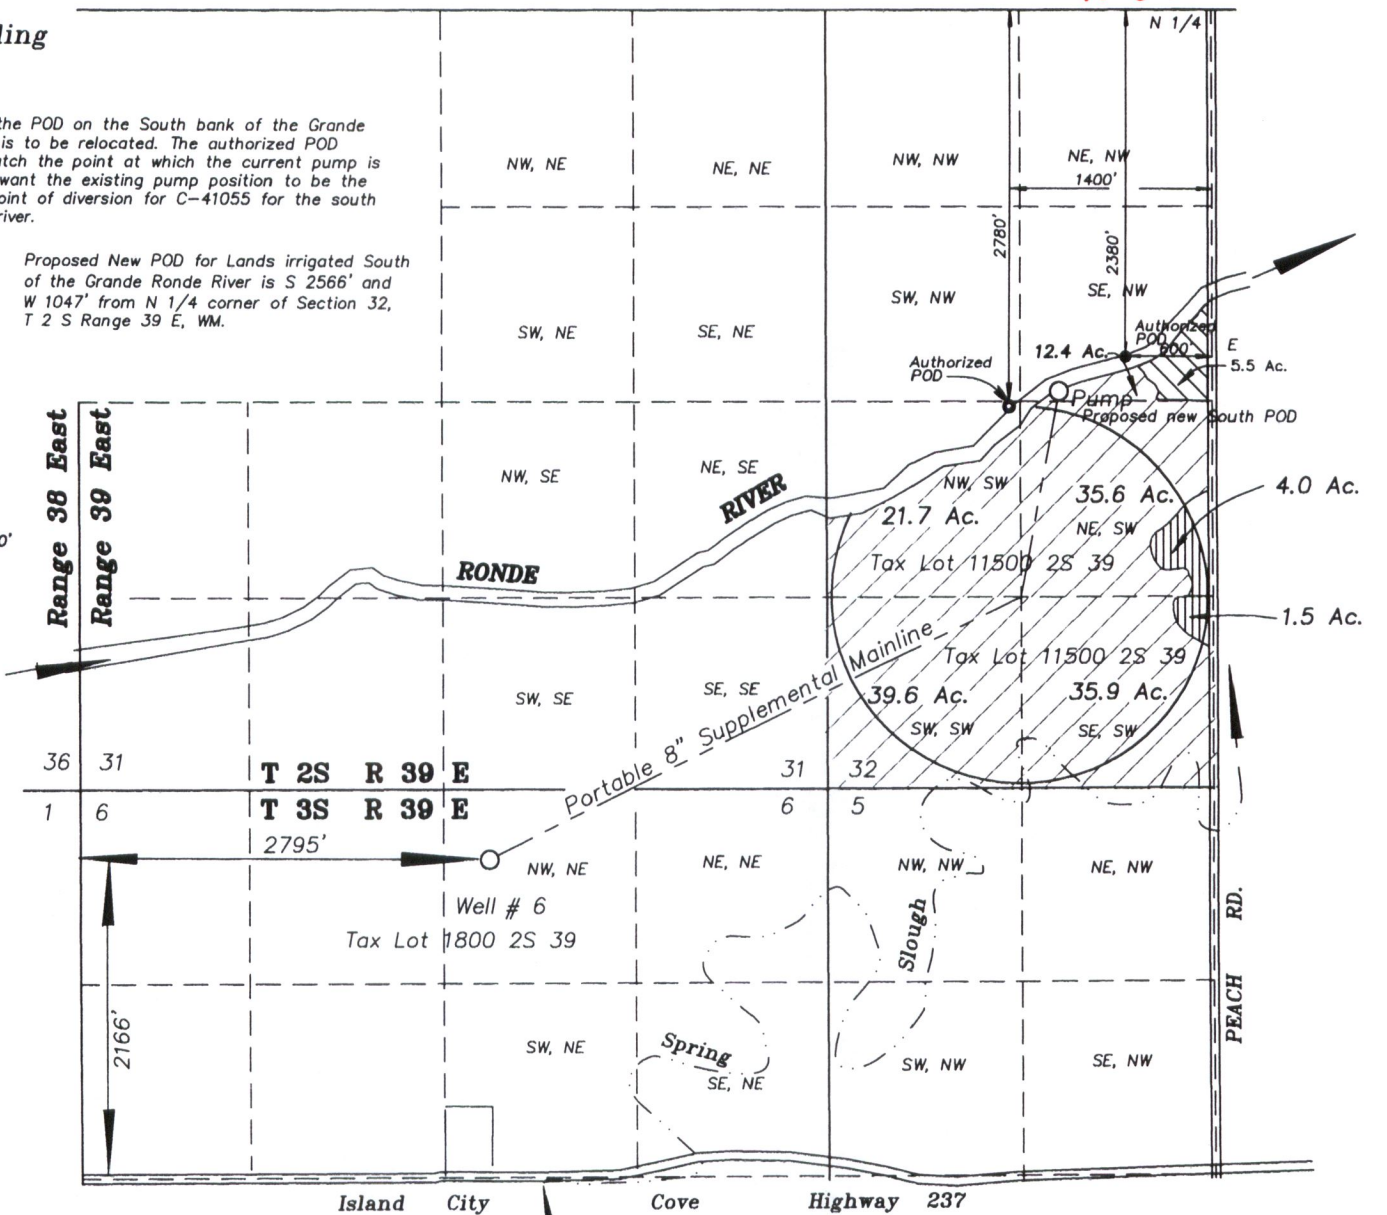 ling
N 1/4
the POD on the South bank of the Grande
is to be relocated. The authorized POD
tch the point at which the current pump is
want the existing pump position to be the
oint of diversion for C-41055 for the south
river.
Proposed New POD for Lands irrigated South
of the Grande Ronde River is S 2566' and
W 1047' from N 1/4 corner of Section 32,
T 2 S Range 39 E, WM.
NW, NE
NE, NE
NW, NW
NE, NW
1400'
2780'
2380'
SW, NE
SE, NE
SW, NW
SE, NW
Authorized
POD
600'
E
12.4 Ac.
5.5 Ac.
Authorized
POD
Pump
Proposed new South POD
Range 38 East
Range 39 East
0'
NW, SE
NE, SE
NW, SW
35.6 Ac.
4.0 Ac.
RIVER
21.7 Ac.
NE, SW
RONDE
Tax Lot 11500 2S 39
1.5 Ac.
Tax Lot 11500 2S 39
SW, SE
SE, SE
39.6 Ac.
35.9 Ac.
SW, SW
SE, SW
Portable 8" Supplemental Mainline
36
31
T 2S R 39 E
31
32
1
6
T 3S R 39 E
6
5
2795'
NW, NE
NE, NE
NW, NW
NE, NW
Well # 6
Tax Lot 1800 2S 39
Slough
PEACH RD.
2166'
SW, NE
Spring
SE, NE
SW, NW
SE, NW
Island City Cove Highway 237